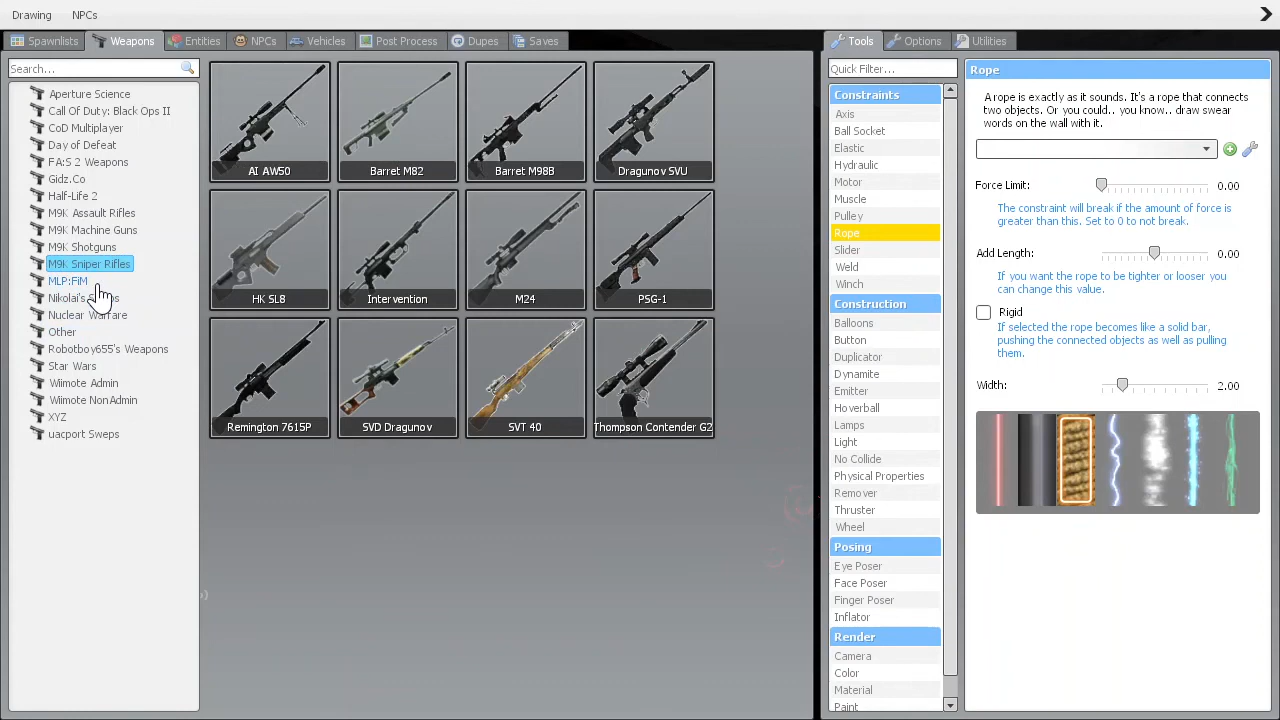 Drawing NPCs
Spawnlists Weapons Entities NPCs Vehicles Post Process Dupes Saves
Tools Options Utilities
Search...
Aperture Science
Call Of Duty: Black Ops II
CoD Multiplayer
Day of Defeat
FA:S 2 Weapons
Gidz.Co
Half-Life 2
M9K Assault Rifles
M9K Machine Guns
M9K Shotguns
M9K Sniper Rifles
MLP:FiM
Nuclear Warfare
Other
Robotboy655's Weapons
Star Wars
Wiimote Admin
Wiimote NonAdmin
XYZ
uacport Sweps
AI AW50 Barret M82 Barret M98B Dragunov SVU
HK SL8 Intervention M24 PSG-1
Remington 7615P SVD Dragunov SVT 40 Thompson Contender G2
Quick Filter...
Constraints
Axis
Ball Socket
Elastic
Hydraulic
Motor
Muscle
Pulley
Rope
Slider
Weld
Winch
Construction
Balloons
Button
Duplicator
Dynamite
Emitter
Hoverball
Lamps
Light
No Collide
Physical Properties
Remover
Thruster
Wheel
Posing
Eye Poser
Face Poser
Finger Poser
Inflator
Render
Camera
Color
Material
Paint
Rope
A rope is exactly as it sounds. It's a rope that connects
two objects. Or you could.. you know.. draw swear
words on the wall with it.
Force Limit: 0.00
The constraint will break if the amount of force is
greater than this. Set to 0 to not break.
Add Length: 0.00
If you want the rope to be tighter or looser you
can change this value.
Rigid
If selected the rope becomes like a solid bar,
pushing the connected objects as well as pulling
them.
Width: 2.00